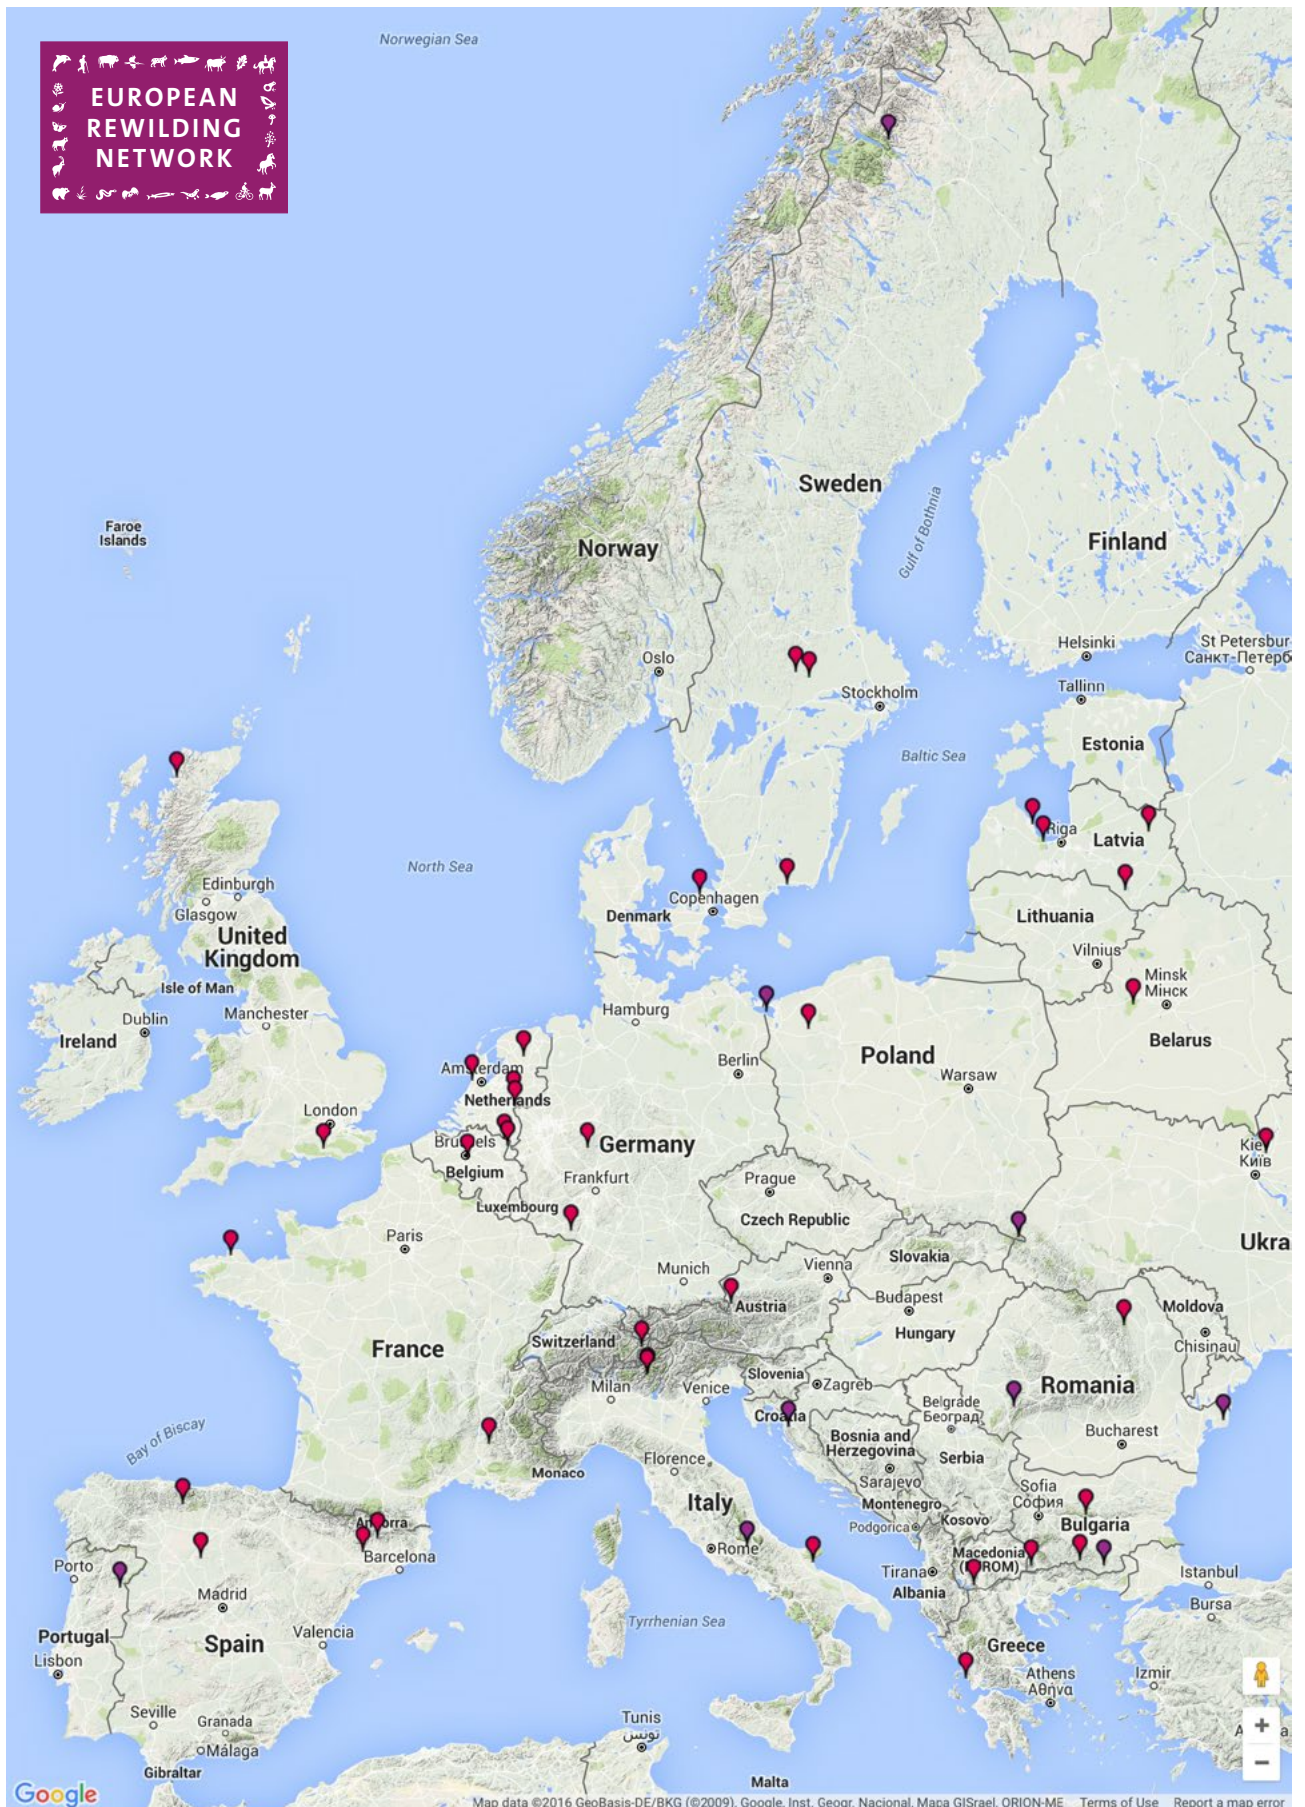 Norwegian Sea
EUROPEAN
REWILDING
NETWORK
Sweden
Faroe
Islands
Norway
Gulf of Bothnia
Finland
Helsinki
St Petersbur
Санкт-Петерб
Oslo
Tallinn
Stockholm
Estonia
Baltic Sea
Riga
Latvia
North Sea
Edinburgh
Glasgow
Copenhagen
Denmark
Lithuania
United
Kingdom
Vilnius
Isle of Man
Minsk
Мінск
Hamburg
Manchester
Dublin
Ireland
Belarus
Poland
Berlin
Amsterdam
Warsaw
Netherlands
London
Brussels
Germany
Kie
Київ
Belgium
Frankfurt
Prague
Luxembourg
Czech Republic
Paris
Ukra
Slovakia
Munich
Vienna
Austria
Budapest
Moldova
Hungary
Chisinau
Switzerland
France
Slovenia
Zagreb
Milan
Venice
Romania
Belgrade
Београд
Croatia
Bay of Biscay
Bosnia and
Herzegovina
Bucharest
Serbia
Florence
Monaco
Sarajevo
Sofia
София
Italy
Montenegro
Kosovo
Podgorica
Bulgaria
Andorra
Rome
Porto
Barcelona
Macedonia
(FYROM)
Tirana
Istanbul
Albania
Madrid
Bursa
Tyrrhenian Sea
Portugal
Spain
Valencia
Greece
Lisbon
Athens
Αθήνα
Izmir
Seville
Granada
Málaga
Tunis
تونس
Gibraltar
Malta
+
−
Google
Map data ©2016 GeoBasis-DE/BKG (©2009), Google, Inst. Geogr. Nacional, Mapa GISrael, ORION-ME Terms of Use Report a map error